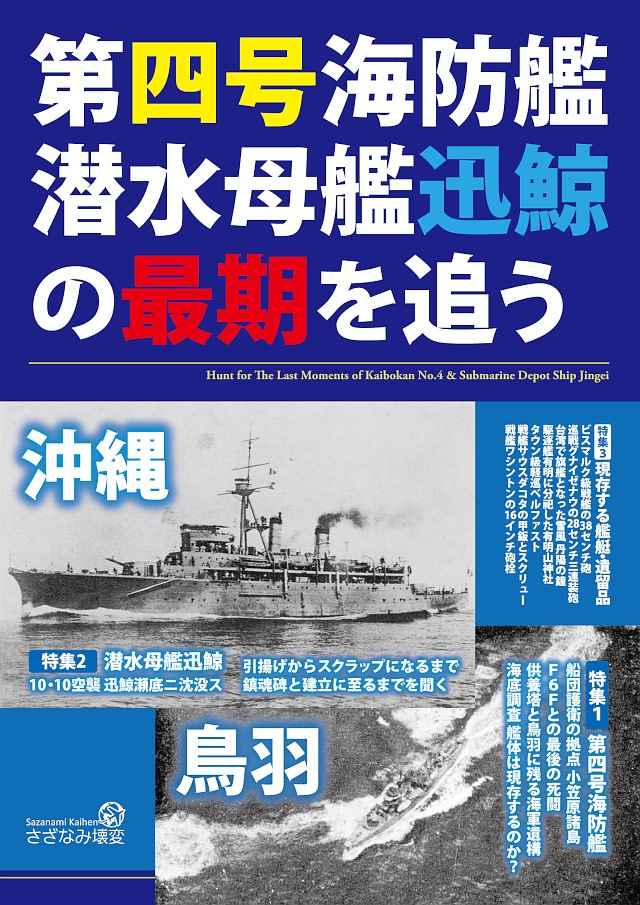 第四号海防艦
潜水母艦迅鯨
の最期を追う
Hunt for The Last Moments of Kaibokan No.4 & Submarine Depot Ship Jingei
沖縄
特集3 現存する艦艇・遺留品
ビスマルク級戦艦の38センチ砲
巡戦グナイゼナウの28センチ三連装砲
台湾で旗艦となった雪風 丹陽の錨
駆逐艦有明に分祀した有明山神社
タウン級軽巡ベルファスト
戦艦サウスダコタの甲鈑とスクリュー
戦艦ワシントンの16インチ砲栓
特集2 潜水母艦迅鯨
10・10空襲 迅鯨瀬底ニ沈没ス
引揚げからスクラップになるまで
鎮魂碑と建立に至るまでを聞く
特集1 第四号海防艦
船団護衛の拠点 小笠原諸島
F6Fとの最後の死闘
供養塔と鳥羽に残る海軍遺構
海底調査 艦体は現存するのか?
鳥羽
Sazanami Kaihen
さざなみ壊変